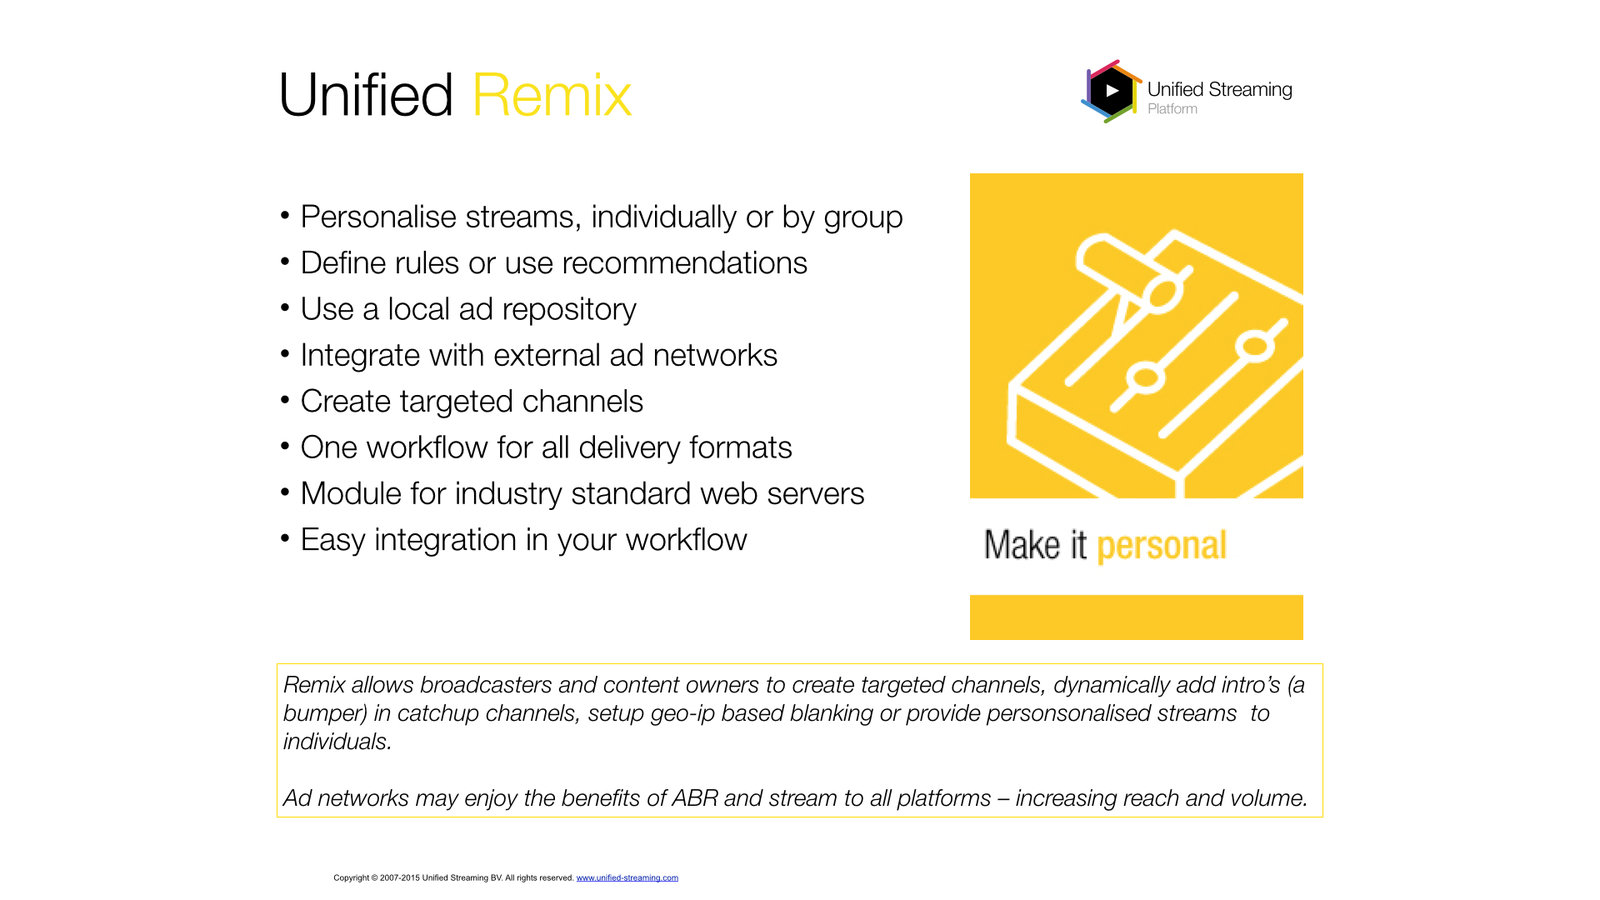 Unified Remix
Unified Streaming
Platform
• Personalise streams, individually or by group
• Define rules or use recommendations
• Use a local ad repository
• Integrate with external ad networks
• Create targeted channels
• One workflow for all delivery formats
• Module for industry standard web servers
• Easy integration in your workflow
Make it personal
Remix allows broadcasters and content owners to create targeted channels, dynamically add intro’s (a
bumper) in catchup channels, setup geo-ip based blanking or provide personsonalised streams  to
individuals.
Ad networks may enjoy the benefits of ABR and stream to all platforms – increasing reach and volume.
Copyright © 2007-2015 Unified Streaming BV. All rights reserved. www.unified-streaming.com